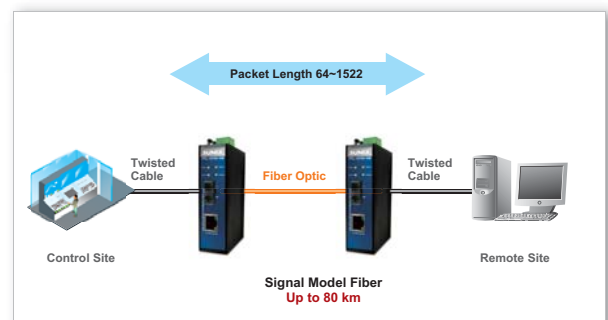 Packet Length 64~1522
Twisted
Cable
Fiber Optic
Twisted
Cable
Control Site
Remote Site
Signal Model Fiber
Up to 80 km